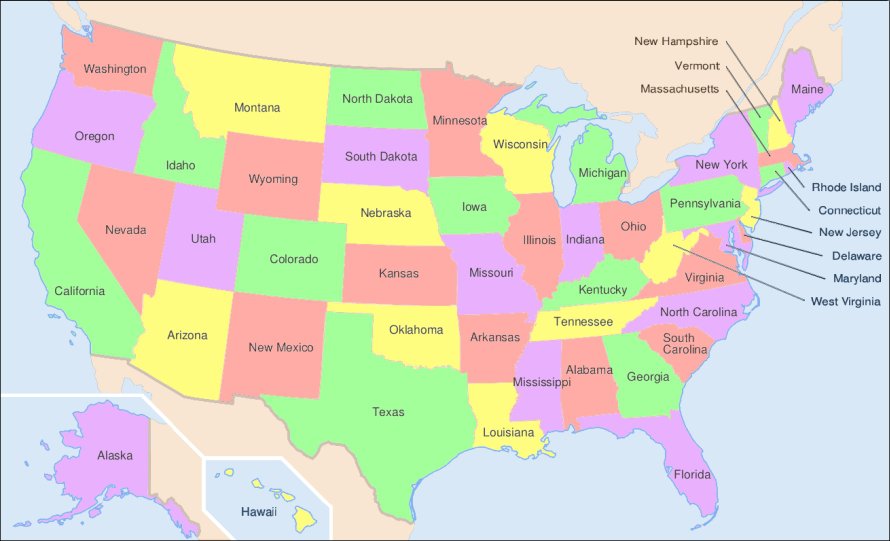 New Hampshire
Vermont
Massachusetts
Washington
Montana
North Dakota
Minnesota
Maine
Oregon
Idaho
Wyoming
South Dakota
Wisconsin
Michigan
New York
Rhode Island
Connecticut
New Jersey
Delaware
Maryland
West Virginia
Nevada
Utah
Colorado
Nebraska
Iowa
Illinois
Indiana
Ohio
Pennsylvania
California
Kansas
Missouri
Kentucky
Virginia
Arizona
New Mexico
Oklahoma
Arkansas
Tennessee
North Carolina
South
Carolina
Texas
Louisiana
Mississippi
Alabama
Georgia
Florida
Alaska
Hawaii